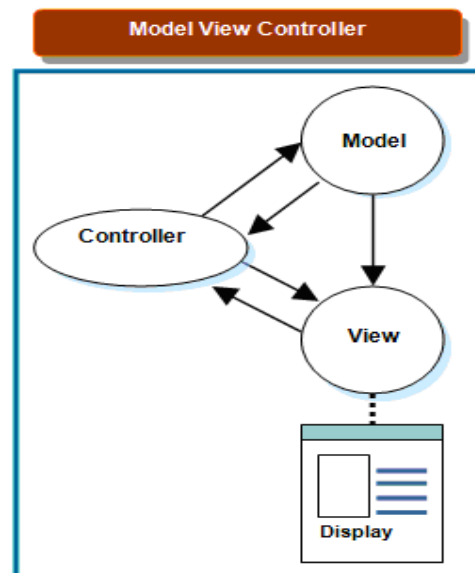 Model View Controller
Model
Controller
View
Display